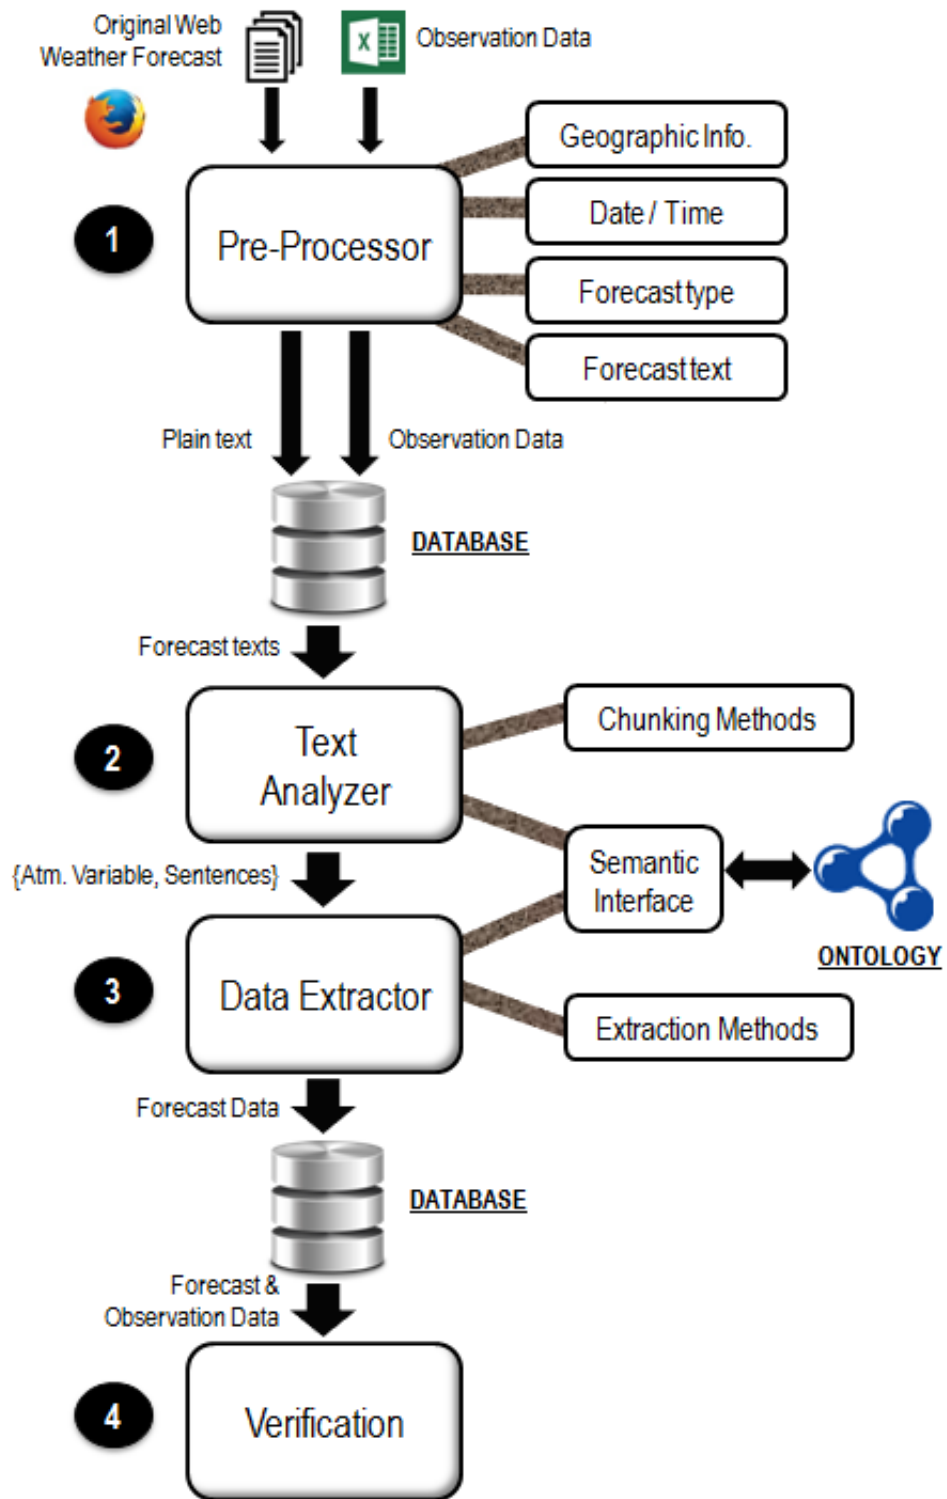 Original Web
Weather Forecast
X
Observation Data
Geographic Info.
1
Date / Time
Pre-Processor
Forecast type
Forecast text
Plain text
Observation Data
DATABASE
Forecast texts
Chunking Methods
2
Text
Analyzer
Semantic
Interface
{Atm. Variable, Sentences}
ONTOLOGY
3
Data Extractor
Extraction Methods
Forecast Data
DATABASE
Forecast &
Observation Data
4
Verification